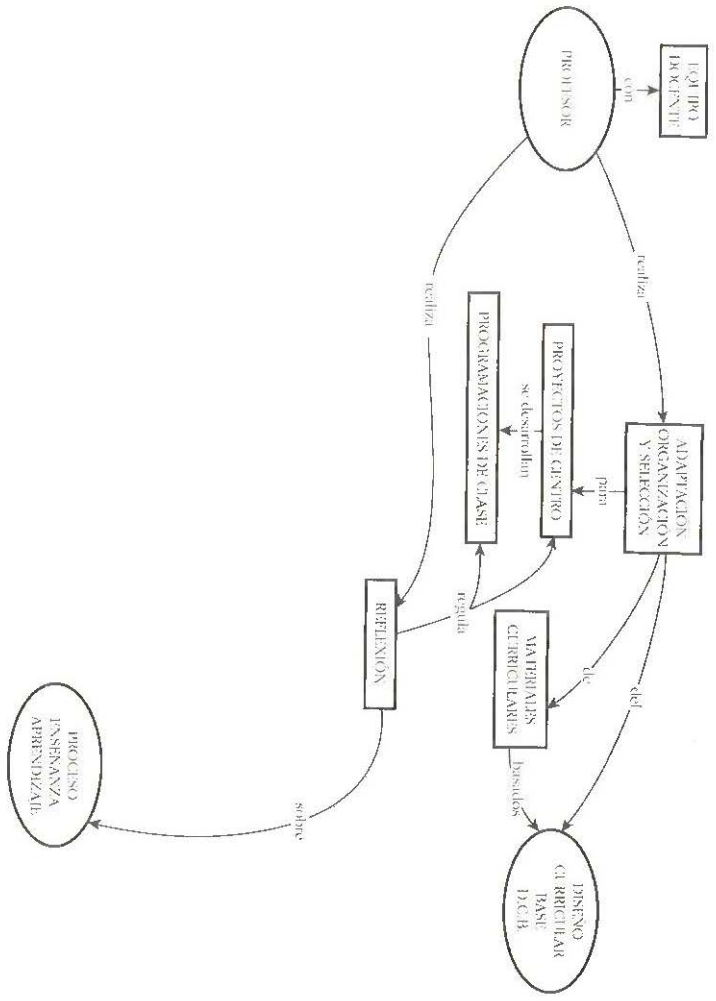 EQUIPO
DOCENTE
con
PROFESOR
realiza
realiza
ADAPTACIÓN
ORGANIZACIÓN
Y SELECCIÓN
para
PROYECTOS DE CENTRO
se desarrollan
PROGRAMACIONES DE CLASE
regula
REFLEXIÓN
de
del
MATERIALES
CURRICULARES
basados
DISEÑO
CURRICULAR
BASE
D.C.B.
sobre
PROCESO
ENSEÑANZA
APRENDIZAJE